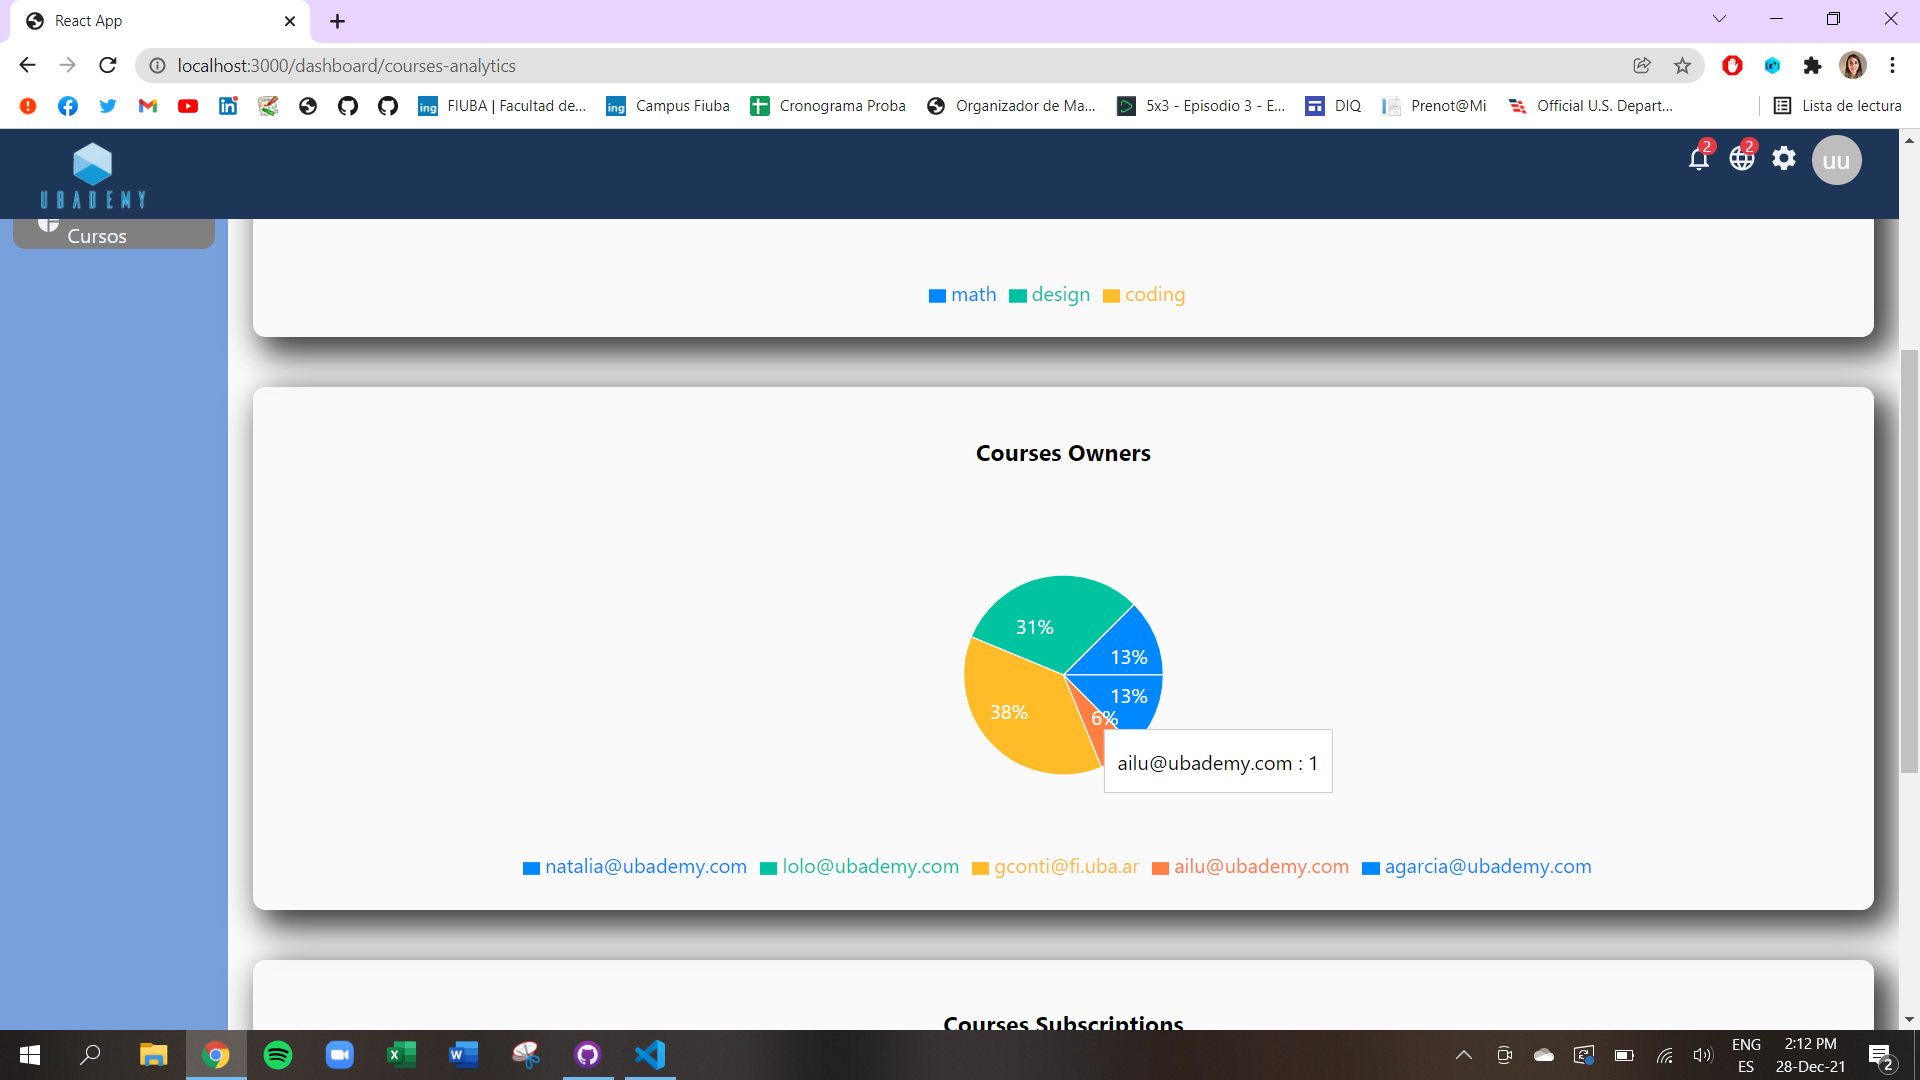 React App
localhost:3000/dashboard/courses-analytics
FIUBA | Facultad de...
Campus Fiuba
Cronograma Proba
Organizador de Ma...
5x3 - Episodio 3 - E...
DIQ
Prenot@Mi
Official U.S. Depart...
Lista de lectura
UBADEMY
2
2
uu
Cursos
math
design
coding
Courses Owners
31%
13%
13%
38%
6%
ailu@ubademy.com : 1
natalia@ubademy.com
lolo@ubademy.com
gconti@fi.uba.ar
ailu@ubademy.com
agarcia@ubademy.com
Courses Subscriptions
ENG
ES
2:12 PM
28-Dec-21
2